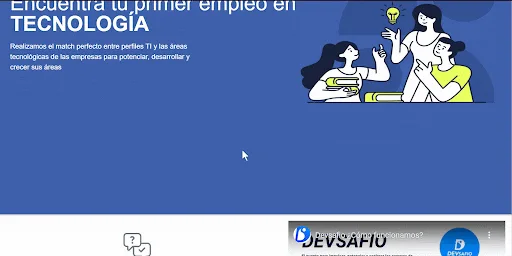 Encuentra tu primer empleo en
TECNOLOGÍA
Realizamos el match perfecto entre perfiles TI y las áreas
tecnológicas de las empresas para potenciar, desarrollar y
crecer sus áreas
Devsafio ¿Cómo funcionamos?
DEVSAFIO
DEVSAFIO